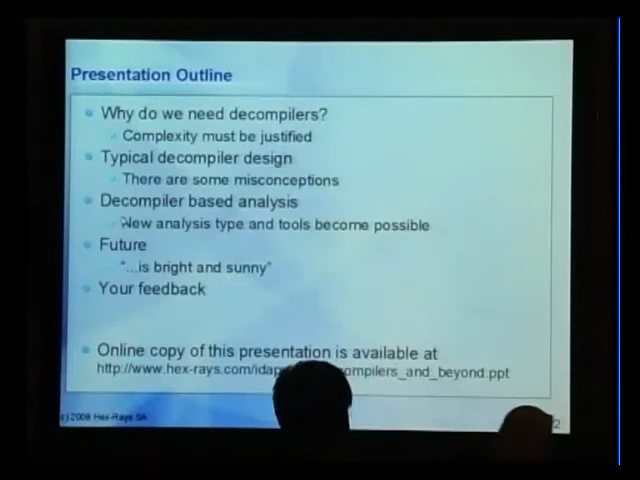 Presentation Outline
Why do we need decompilers?
Complexity must be justified
Typical decompiler design
There are some misconceptions
Decompiler based analysis
New analysis type and tools become possible
Future
"...is bright and sunny"
Your feedback
Online copy of this presentation is available at
http://www.hex-rays.com/idap ompilers_and_beyond.ppt
(c) 2008 Hex-Rays SA
2